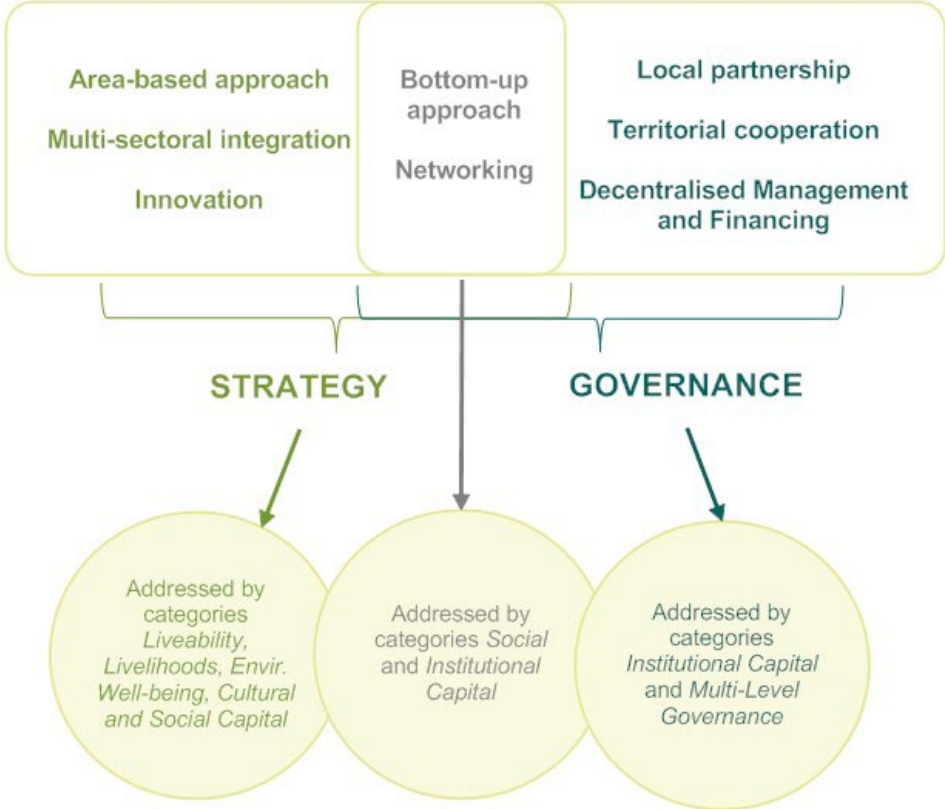 Area-based approach
Multi-sectoral integration
Innovation
Bottom-up
approach
Networking
Local partnership
Territorial cooperation
Decentralised Management
and Financing
STRATEGY
GOVERNANCE
Addressed by
categories
Liveability,
Livelihoods, Envir.
Well-being, Cultural
and Social Capital
Addressed by
categories Social
and Institutional
Capital
Addressed by
categories
Institutional Capital
and Multi-Level
Governance